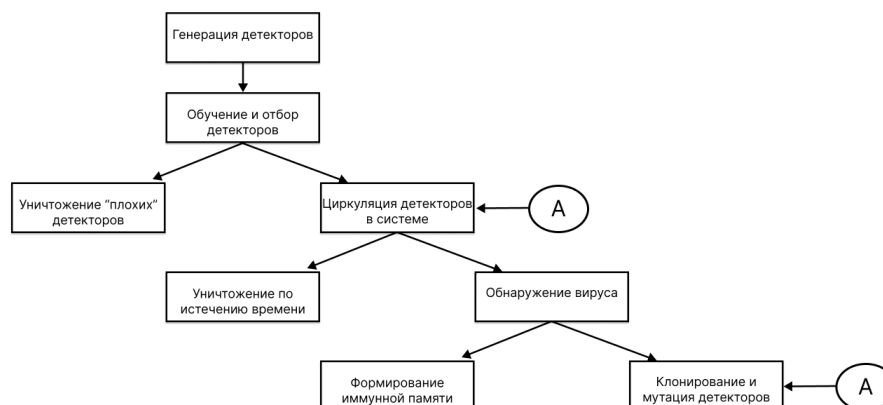 Генерация детекторов
Обучение и отбор
детекторов
Уничтожение “плохих”
детекторов
Циркуляция детекторов
в системе
А
Уничтожение по
истечению времени
Обнаружение вируса
Формирование
иммунной памяти
Клонирование и
мутация детекторов
А